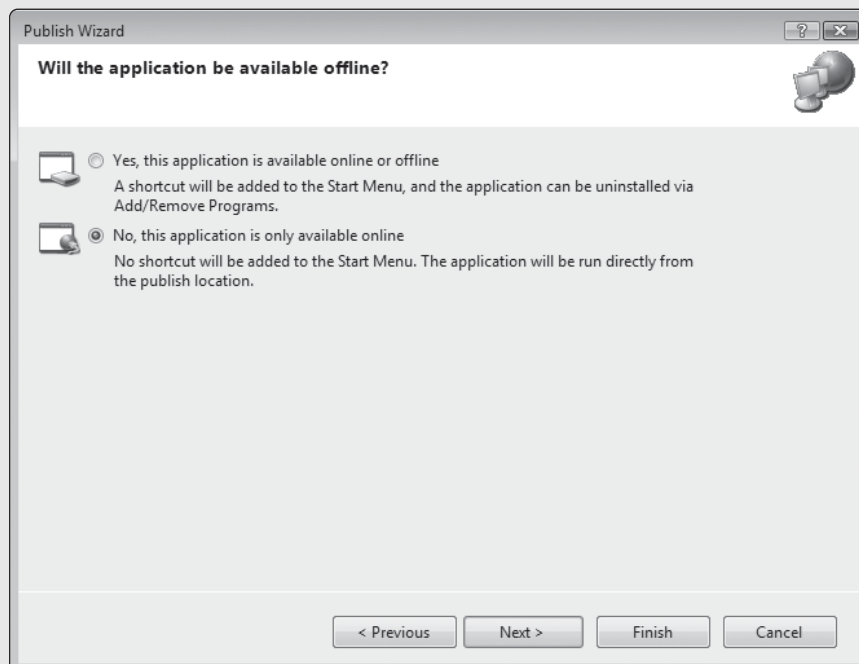 Publish Wizard
Will the application be available offline?
Yes, this application is available online or offline
A shortcut will be added to the Start Menu, and the application can be uninstalled via
Add/Remove Programs.
No, this application is only available online
No shortcut will be added to the Start Menu. The application will be run directly from
the publish location.
< Previous
Next >
Finish
Cancel